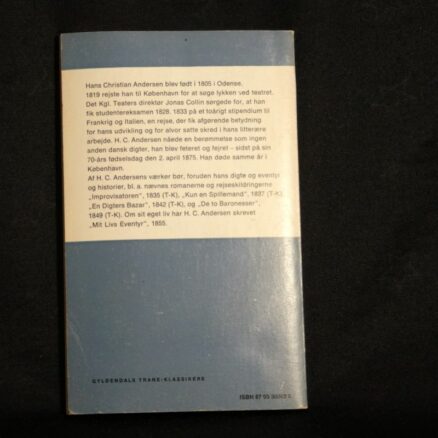 Hans Christian Andersen blev født i 1805 i Odense.
1819 rejste han til København for at søge lykken ved teatret.
Det Kgl. Teaters direktør Jonas Collin sørgede for, at han
fik studentereksamen 1828. 1833 på et toårigt stipendium til
Frankrig og Italien, en rejse, der fik afgørende betydning
for hans udvikling og for alvor satte skred i hans litterære
arbejde. H. C. Andersen nåede en berømmelse som ingen
anden dansk digter, han blev feteret og fejret – sidst på sin
70-års fødselsdag den 2. april 1875. Han døde samme år i
København.
Af H. C. Andersens værker bør, foruden hans digte og eventyr
og historier, bl. a. nævnes romanerne og rejseskildringerne
„Improvisatoren", 1835 (T-K), „Kun en Spillemand", 1837 (T-K)
„En Digters Bazar", 1842 (T-K), og „De to Baronesser",
1849 (T-K). Om sit eget liv har H. C. Andersen skrevet
„Mit Livs Eventyr", 1855.
GYLDENDALS TRANE-KLASSIKERE
ISBN 87 00